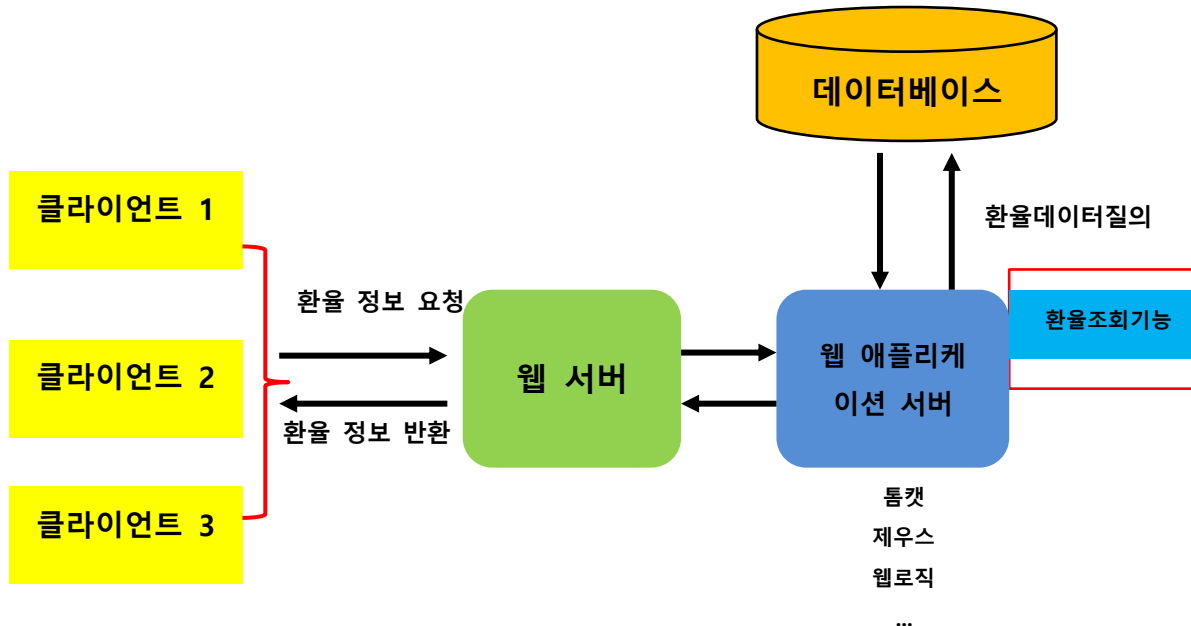 데이터베이스
클라이언트 1
환율데이터질의
환율 정보 요청
환율조회기능
클라이언트 2
웹 서버
웹 애플리케
이션 서버
환율 정보 반환
클라이언트 3
톰캣
제우스
웹로직
...